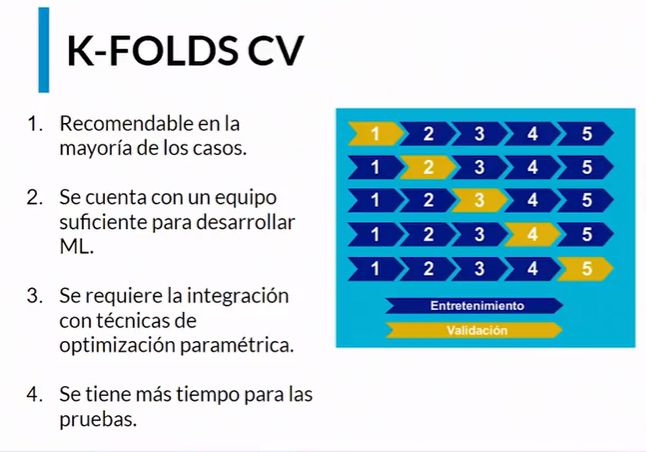 K-FOLDS CV
1. Recomendable en la
mayoría de los casos.
2. Se cuenta con un equipo
suficiente para desarrollar
ML.
3. Se requiere la integración
con técnicas de
optimización paramétrica.
4. Se tiene más tiempo para las
pruebas.
1 2 3 4 5
1 2 3 4 5
1 2 3 4 5
1 2 3 4 5
1 2 3 4 5
Entretenimiento
Validación